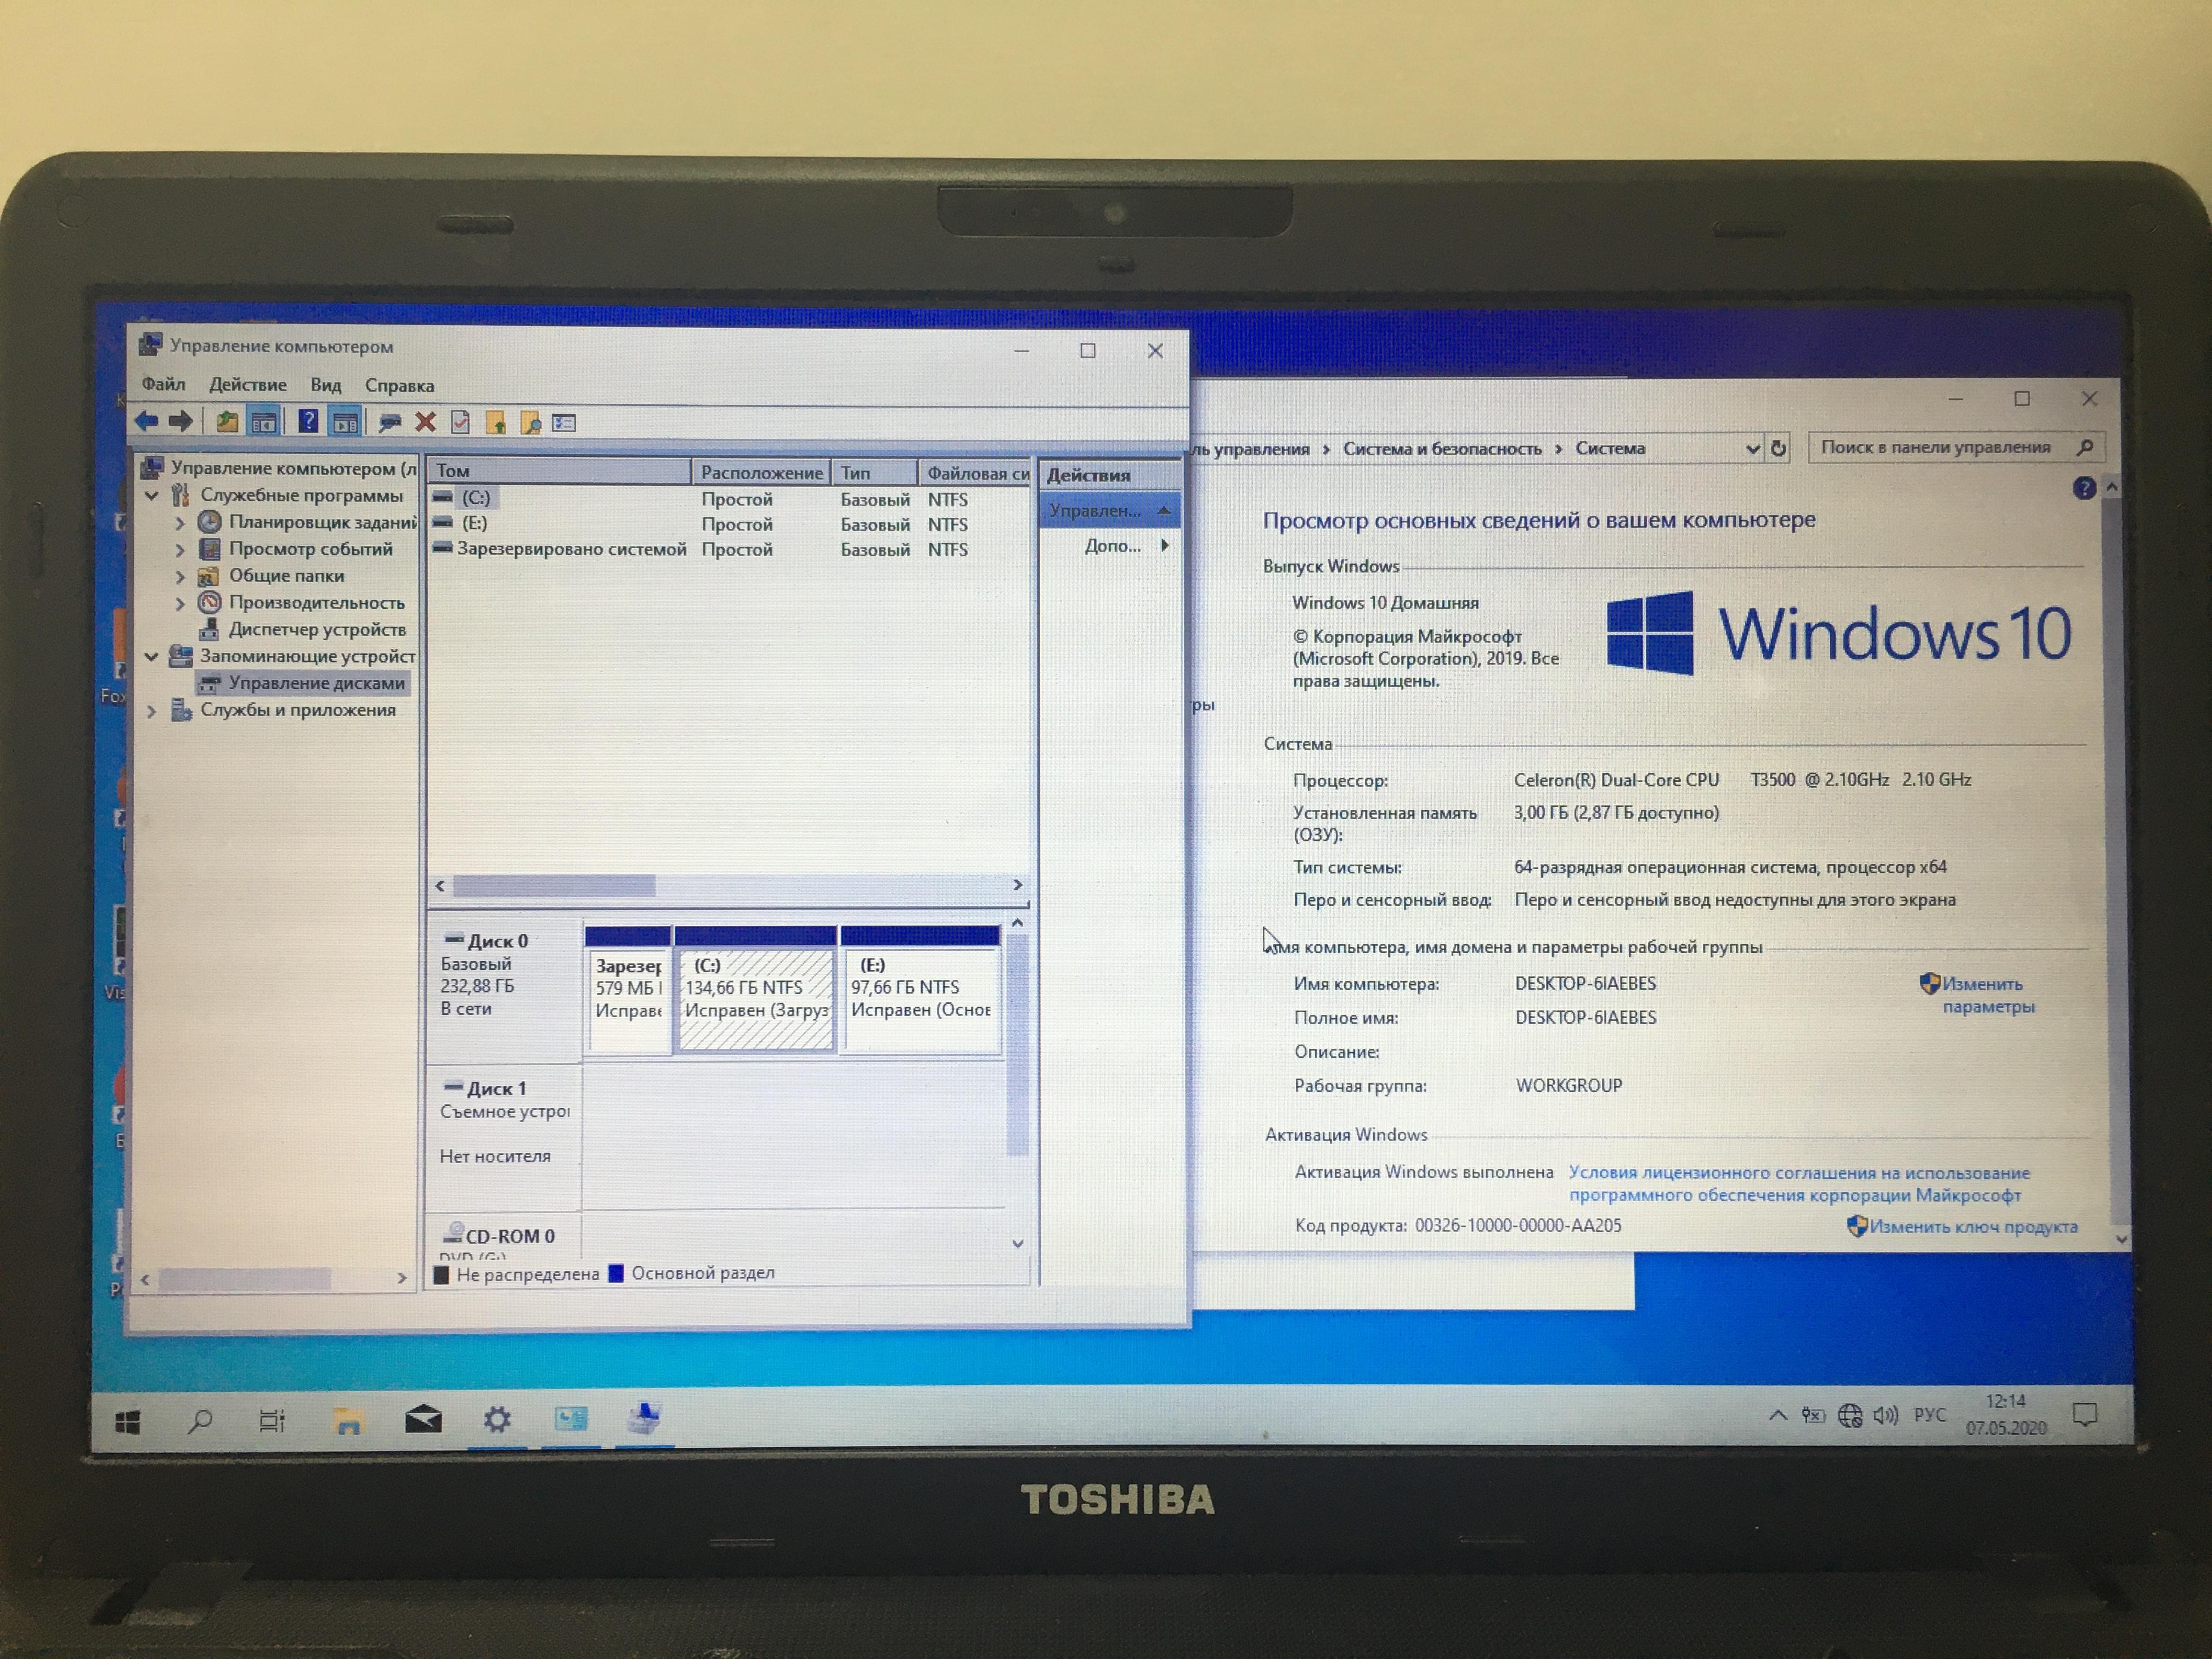 Управление компьютером
Файл Действие Вид Справка
Управление компьютером (л
Служебные программы
Планировщик заданий
Просмотр событий
Общие папки
Производительность
Диспетчер устройств
Запоминающие устройст
Управление дисками
Службы и приложения
Том Расположение Тип Файловая си
(C:) Простой Базовый NTFS
(E:) Простой Базовый NTFS
Зарезервировано системой Простой Базовый NTFS
Действия
Управлен...
Допо...
Диск 0
Базовый
232,88 ГБ
В сети
Зарезер
579 МБ
Исправе
(C:)
134,66 ГБ NTFS
Исправен (Загруз
(E:)
97,66 ГБ NTFS
Исправен (Основ
Диск 1
Съемное устрой
Нет носителя
CD-ROM 0
DVD (G:)
Не распределена Основной раздел
ль управления > Система и безопасность > Система
Поиск в панели управления
Просмотр основных сведений о вашем компьютере
Выпуск Windows
Windows 10 Домашняя
© Корпорация Майкрософт
(Microsoft Corporation), 2019. Все
права защищены.
Windows 10
ры
Система
Процессор: Celeron(R) Dual-Core CPU T3500 @ 2.10GHz 2.10 GHz
Установленная память
(ОЗУ):
3,00 ГБ (2,87 ГБ доступно)
Тип системы: 64-разрядная операционная система, процессор x64
Перо и сенсорный ввод: Перо и сенсорный ввод недоступны для этого экрана
Имя компьютера, имя домена и параметры рабочей группы
Имя компьютера: DESKTOP-6IAEBES
Изменить
параметры
Полное имя: DESKTOP-6IAEBES
Описание:
Рабочая группа: WORKGROUP
Активация Windows
Активация Windows выполнена Условия лицензионного соглашения на использование
программного обеспечения корпорации Майкрософт
Код продукта: 00326-10000-00000-AA205
Изменить ключ продукта
Fox
Vis
РУС
12:14
07.05.2020
TOSHIBA